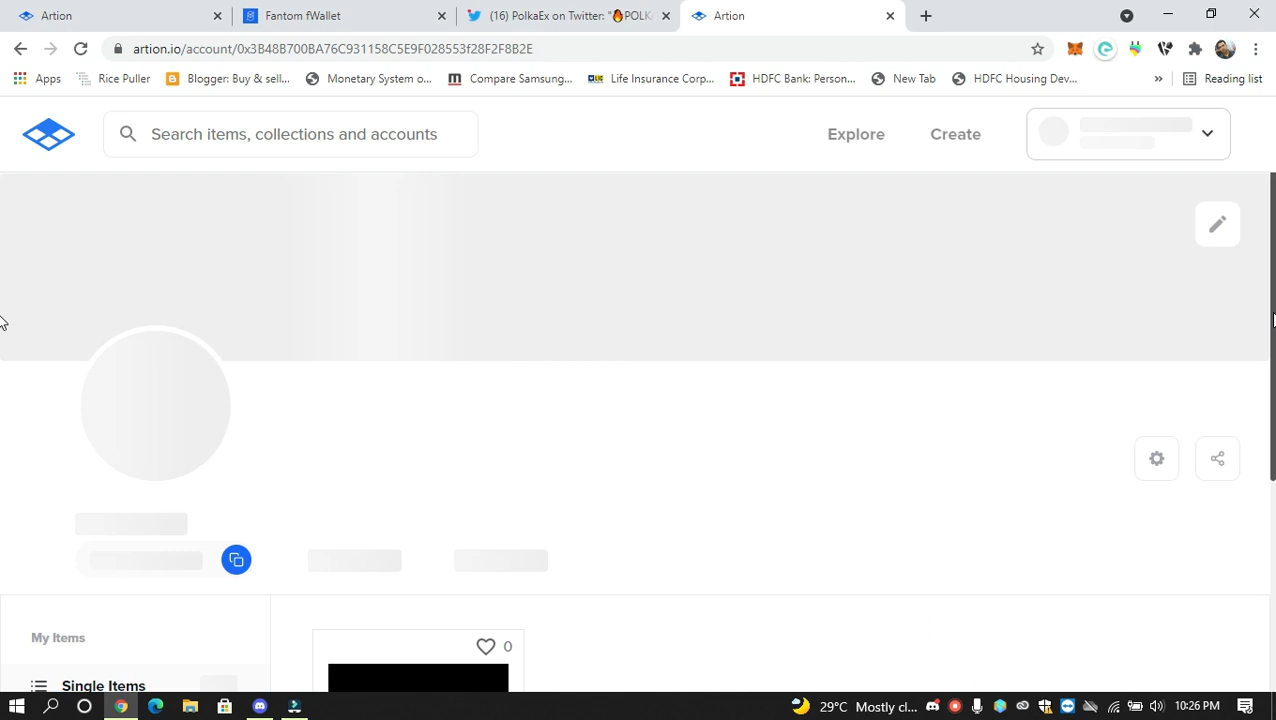 Artion
Fantom fWallet
(16) PolkaEx on Twitter: "🔥POLKA
Artion
artion.io/account/0x3B48B700BA76C931158C5E9F028553f28F2F8B2E
Apps
Rice Puller
Blogger: Buy & sell...
Monetary System o...
Compare Samsung...
Life Insurance Corp...
HDFC Bank: Person...
New Tab
HDFC Housing Dev...
»
Reading list
Search items, collections and accounts
Explore
Create
My Items
0
Single Items
29°C Mostly cl...
10:26 PM